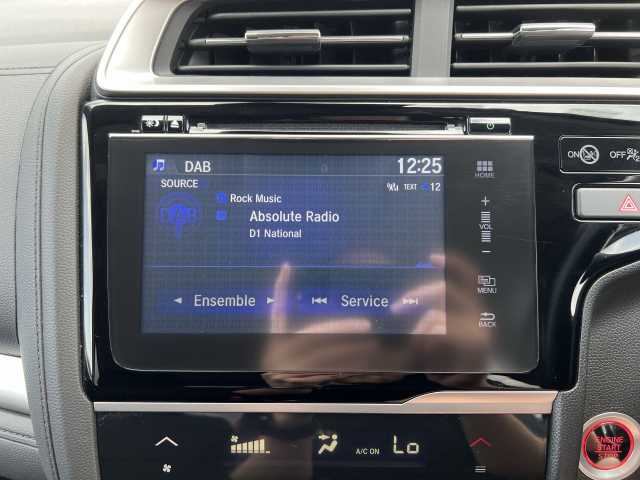 DAB
12:25
HOME
SOURCE
TEXT
12
DAB
Rock Music
Absolute Radio
D1 National
+
VOL
-
Ensemble
Service
MENU
BACK
ON
OFF
A/C ON
Lo
ENGINE
START
STOP